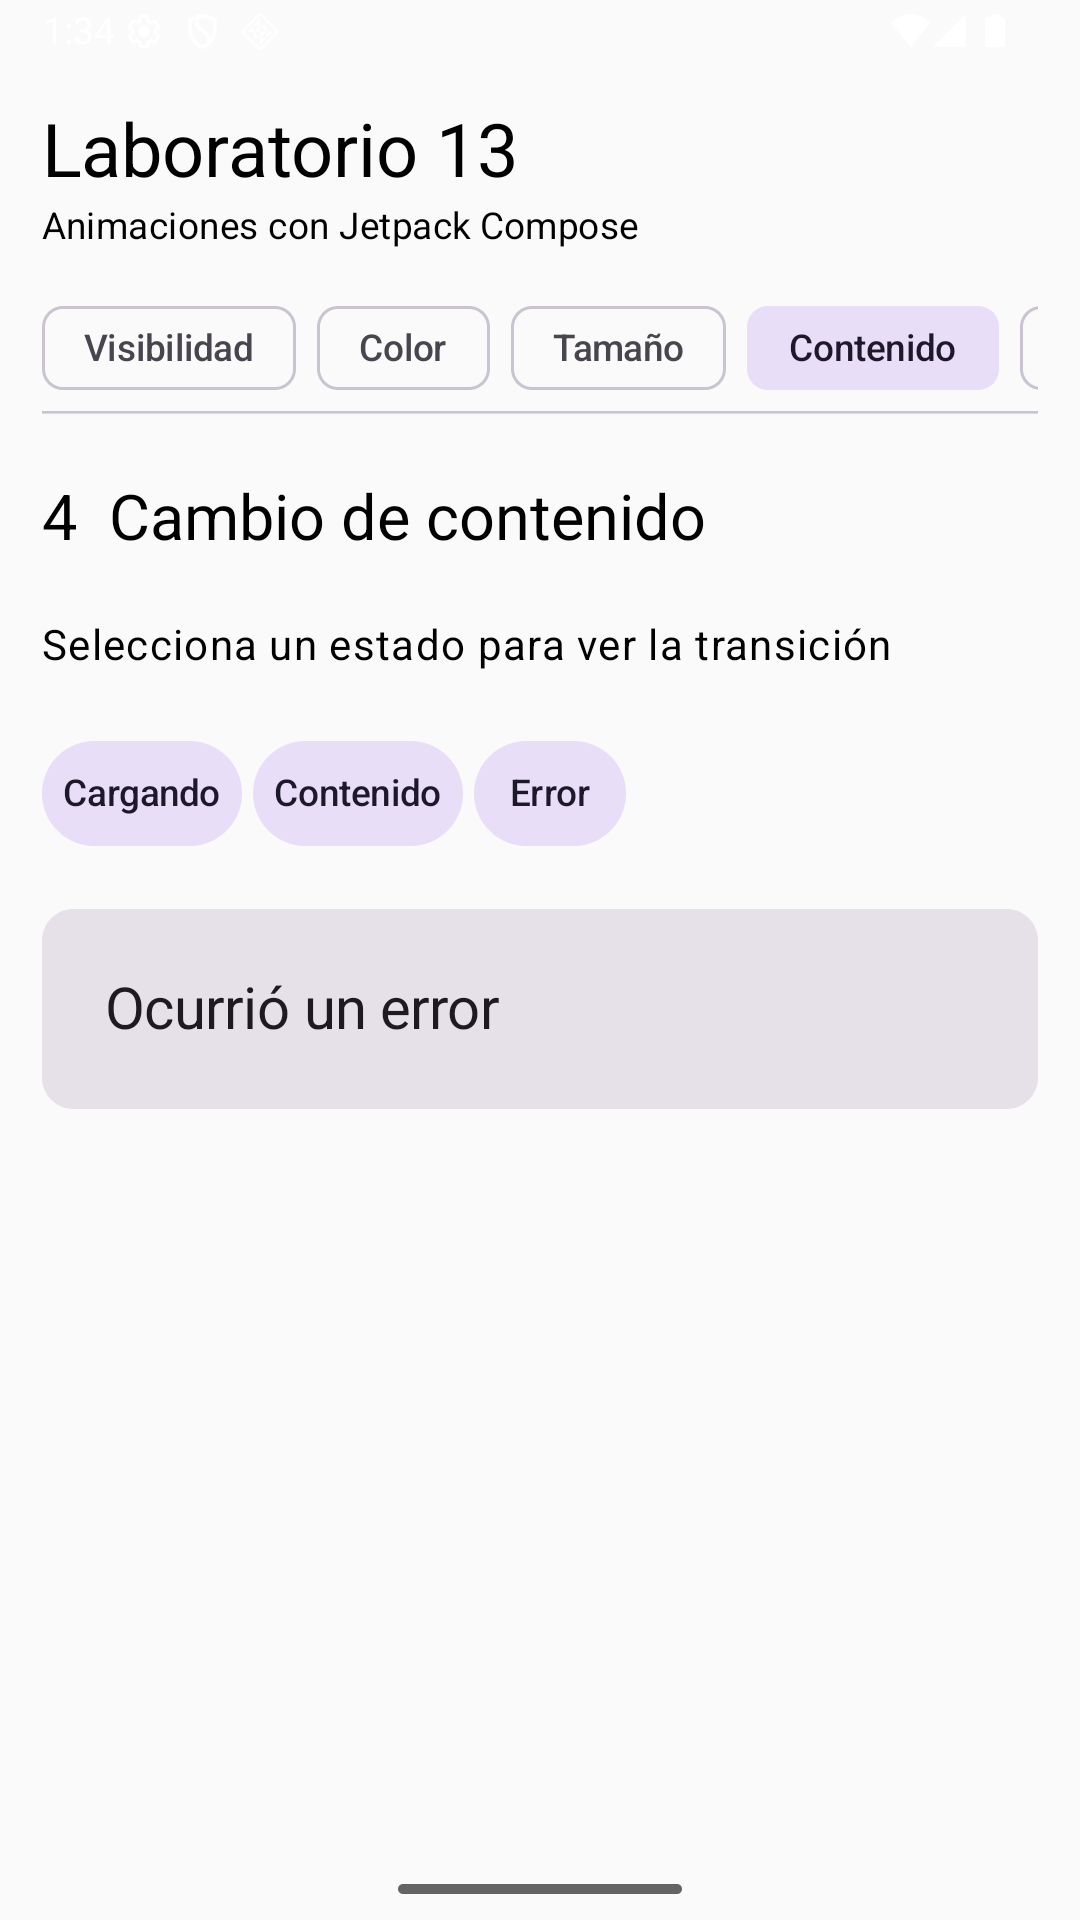 1:34
Laboratorio 13
Animaciones con Jetpack Compose
Visibilidad Color Tamaño Contenido
4 Cambio de contenido
Selecciona un estado para ver la transición
Cargando Contenido Error
Ocurrió un error